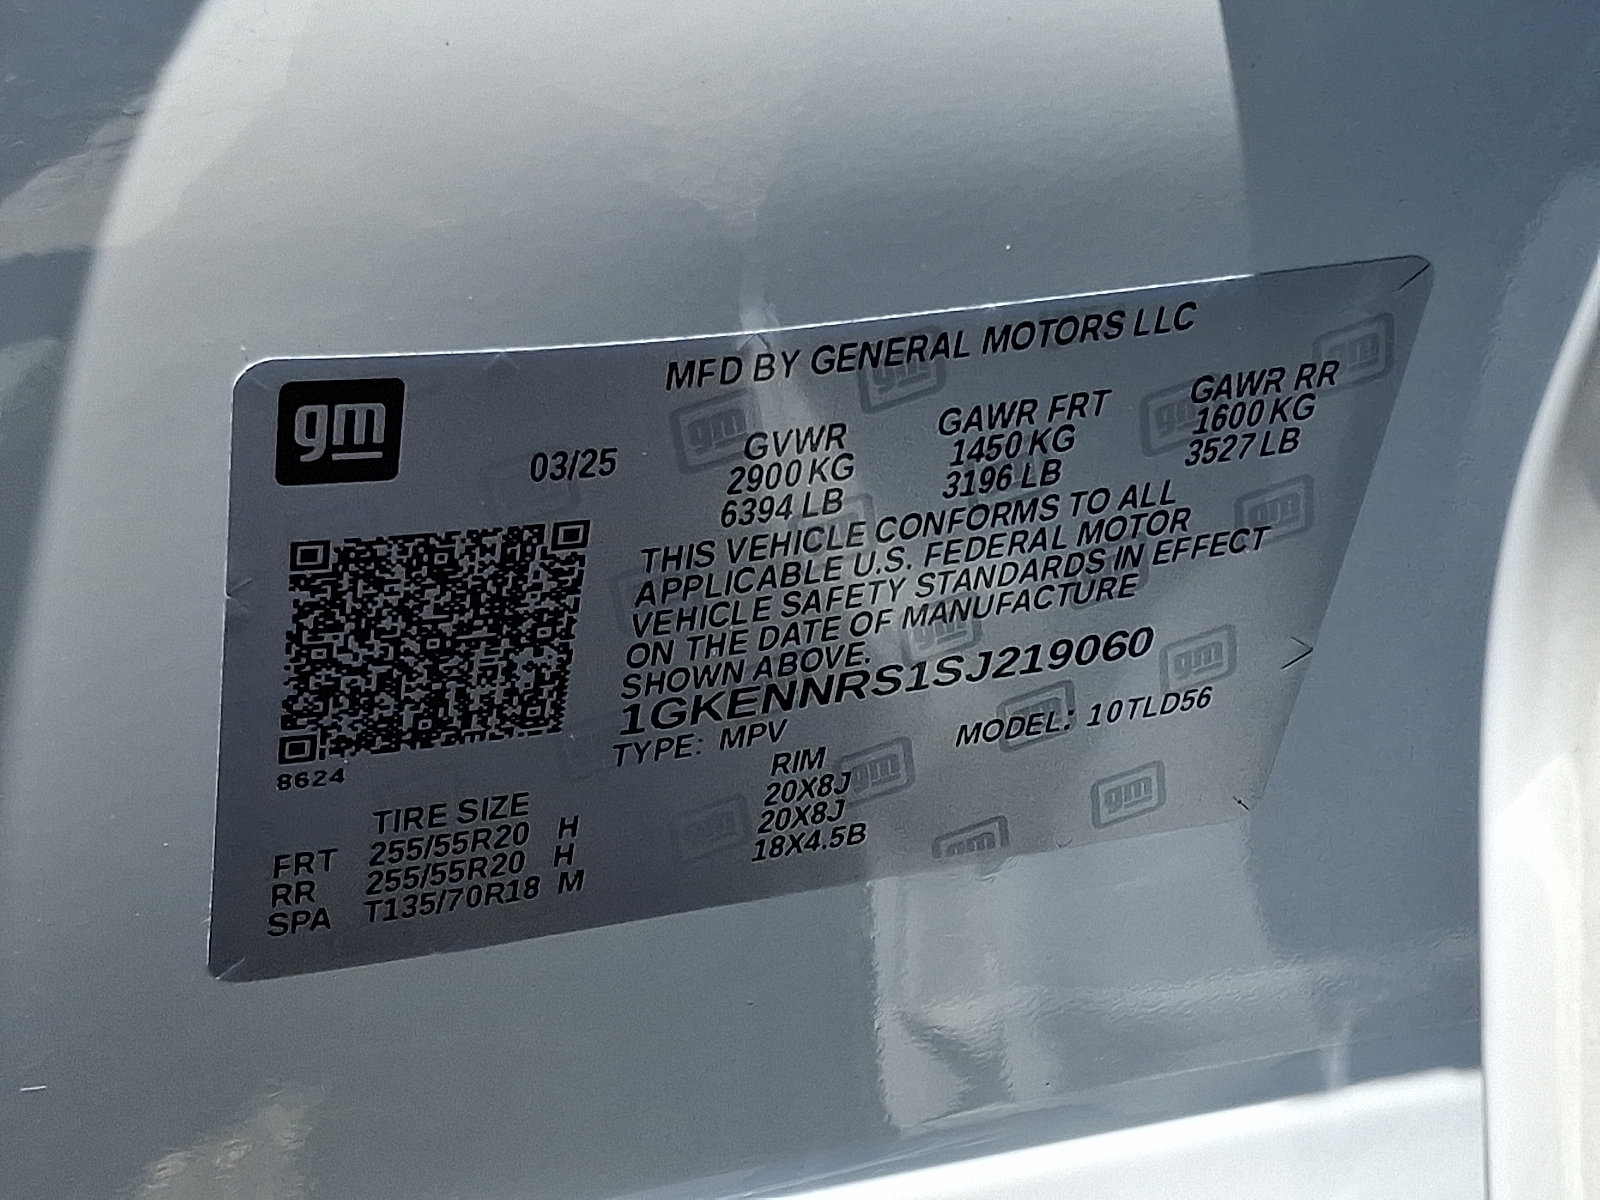 gm
MFD BY GENERAL MOTORS LLC
03/25
GVWR GAWR FRT GAWR RR
2900 KG 1450 KG 1600 KG
6394 LB 3196 LB 3527 LB
THIS VEHICLE CONFORMS TO ALL
APPLICABLE U.S. FEDERAL MOTOR
VEHICLE SAFETY STANDARDS IN EFFECT
ON THE DATE OF MANUFACTURE
SHOWN ABOVE.
1GKENNRS1SJ219060
TYPE: MPV MODEL: 10TLD56
8624
TIRE SIZE RIM
FRT 255/55R20 H 20X8J
RR 255/55R20 H 20X8J
SPA T135/70R18 M 18X4.5B